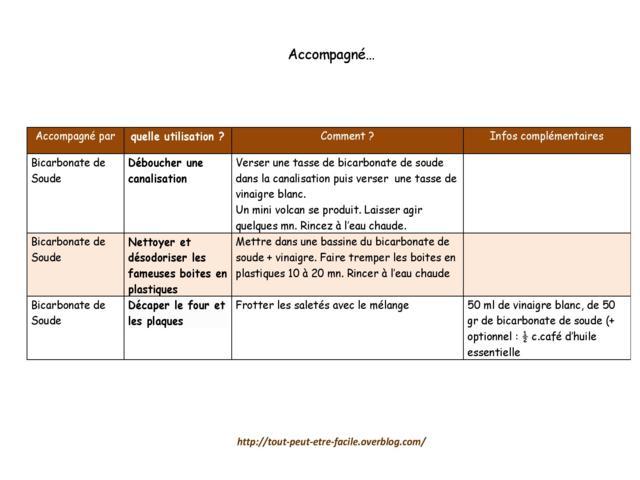 Accompagné...
Accompagné par
quelle utilisation ?
Comment ?
Infos complémentaires
Bicarbonate de
Soude
Déboucher une
canalisation
Verser une tasse de bicarbonate de soude
dans la canalisation puis verser une tasse de
vinaigre blanc.
Un mini volcan se produit. Laisser agir
quelques mn. Rincez à l'eau chaude.
Bicarbonate de
Soude
Nettoyer et
désodoriser les
fameuses boites en
plastiques
Mettre dans une bassine du bicarbonate de
soude + vinaigre. Faire tremper les boites en
plastiques 10 à 20 mn. Rincer à l'eau chaude
Bicarbonate de
Soude
Décaper le four et
les plaques
Frotter les saletés avec le mélange
50 ml de vinaigre blanc, de 50
gr de bicarbonate de soude (+
optionnel : ½ c.café d'huile
essentielle
http://tout-peut-etre-facile.overblog.com/